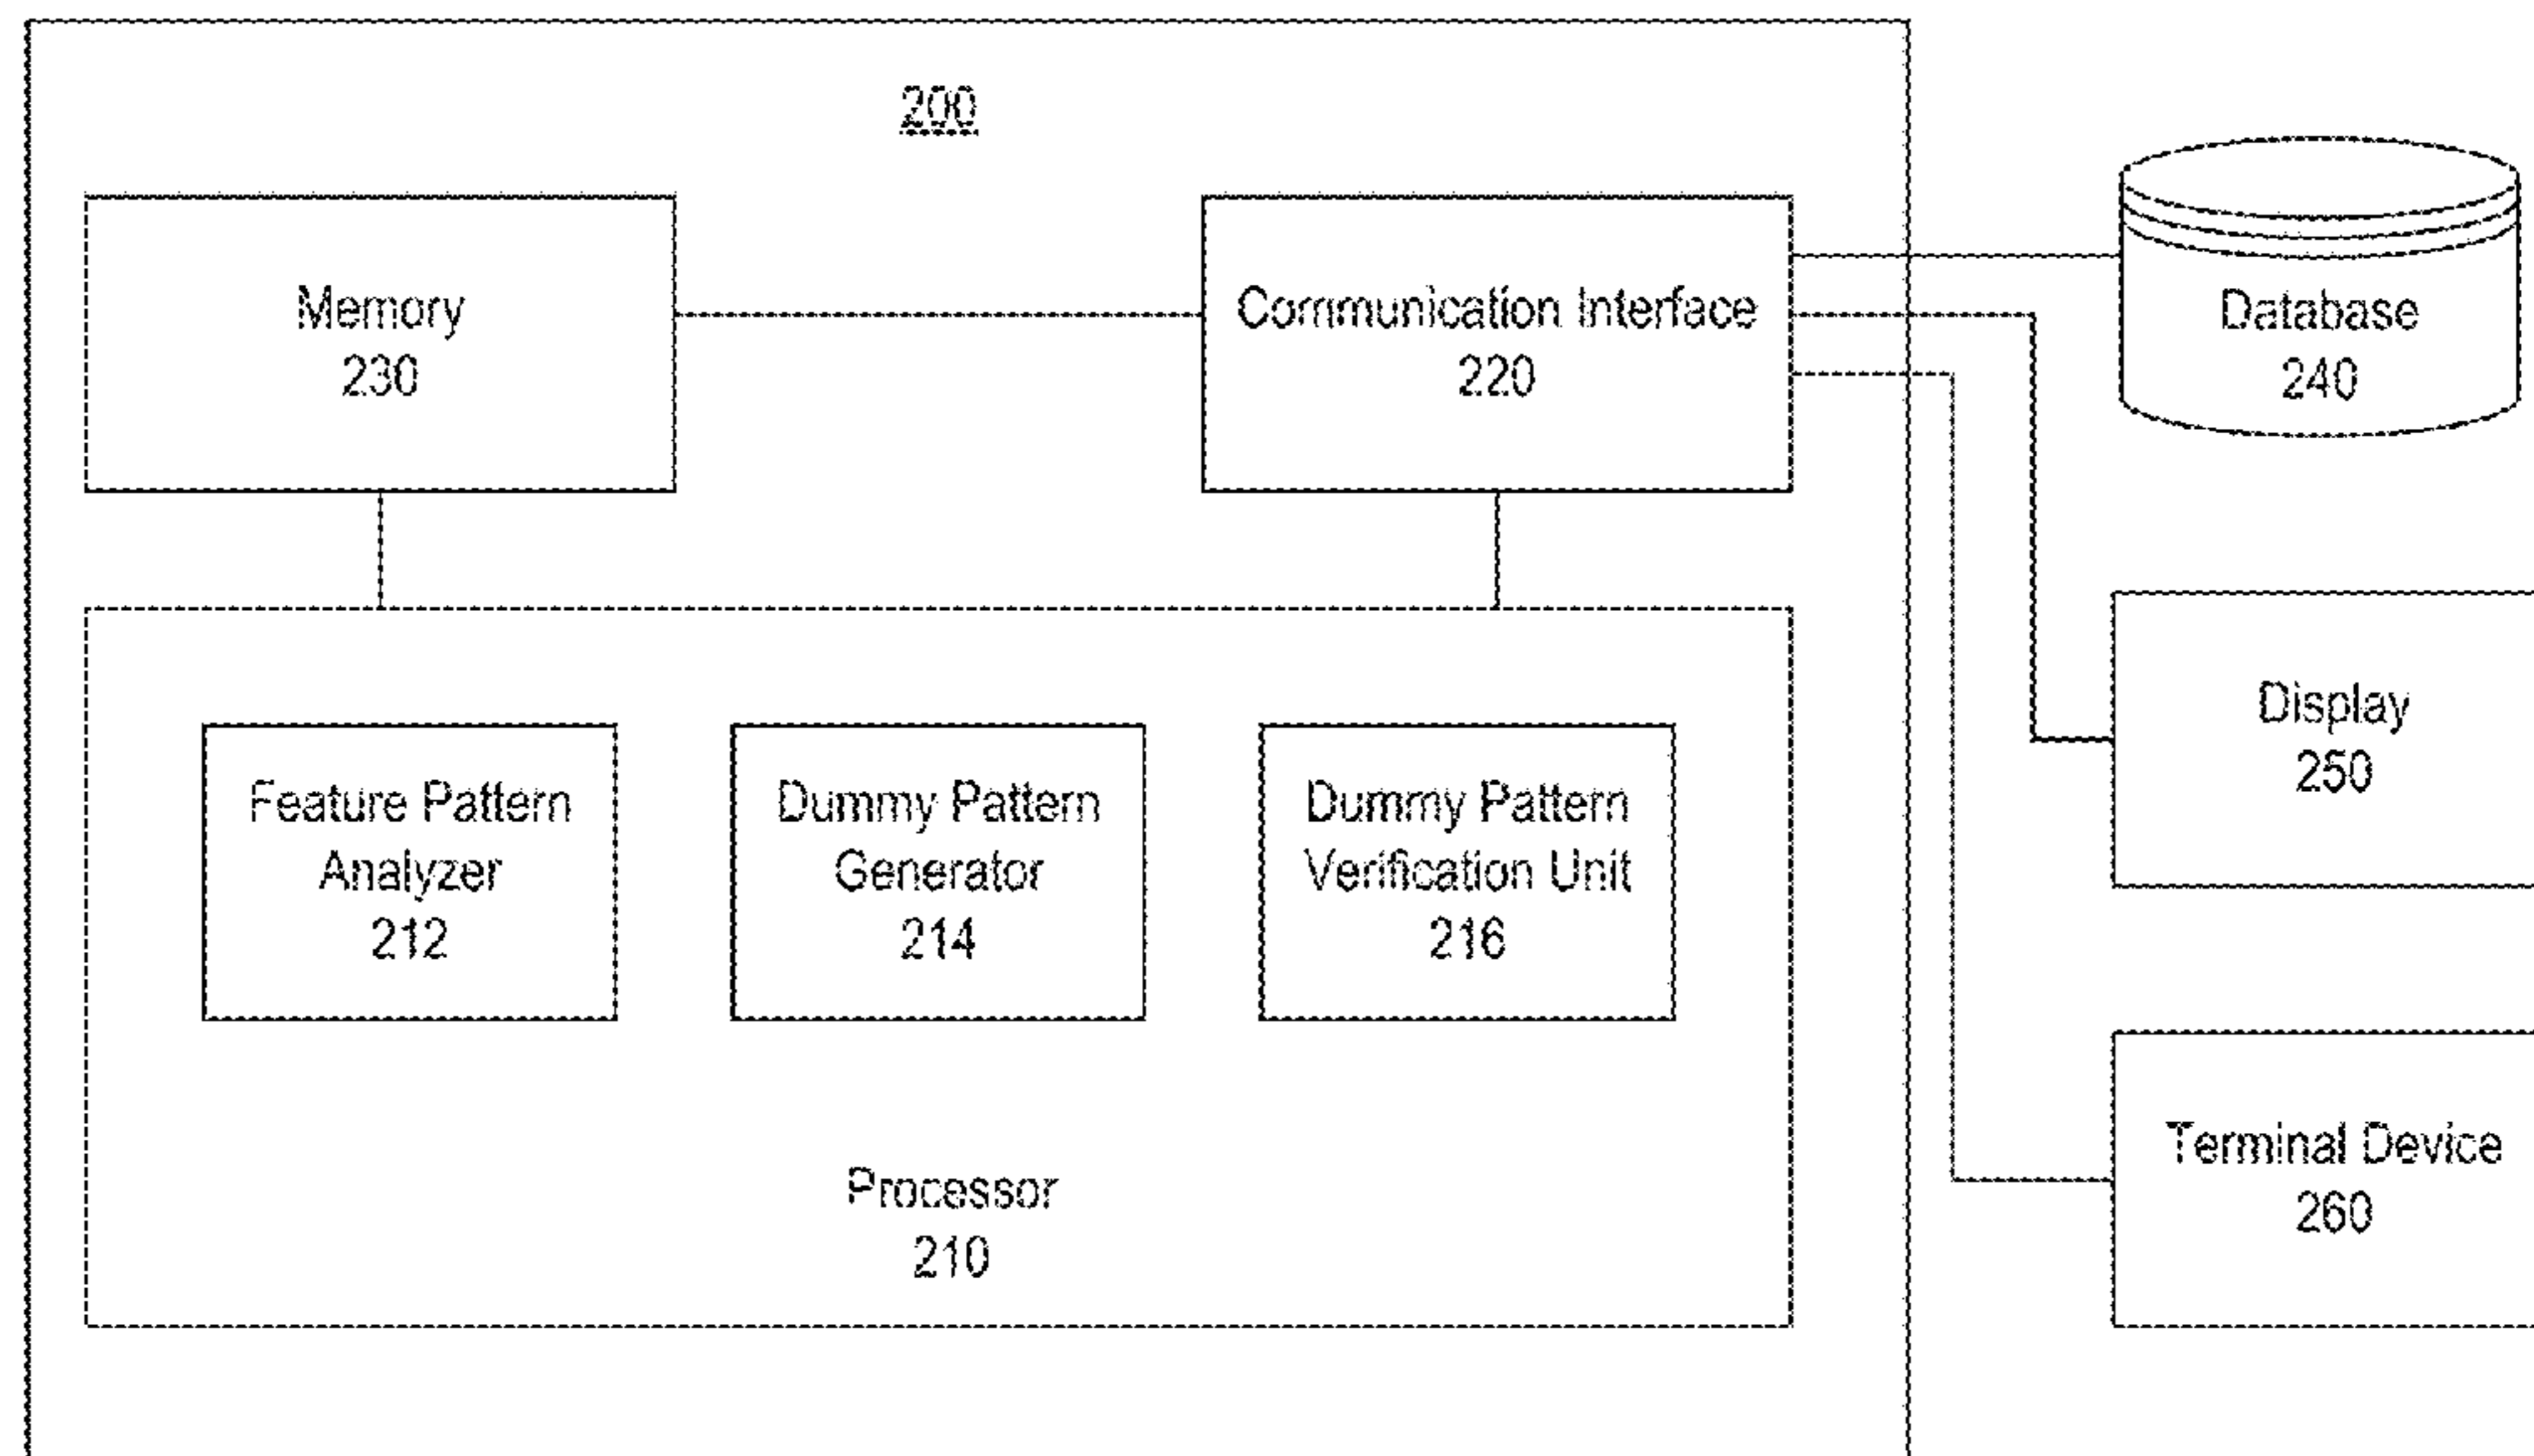 200
Memory
230
Communication Interface
220
Database
240
Display
250
Feature Pattern
Analyzer
212
Dummy Pattern
Generator
214
Dummy Pattern
Verification Unit
216
Terminal Device
260
Processor
210